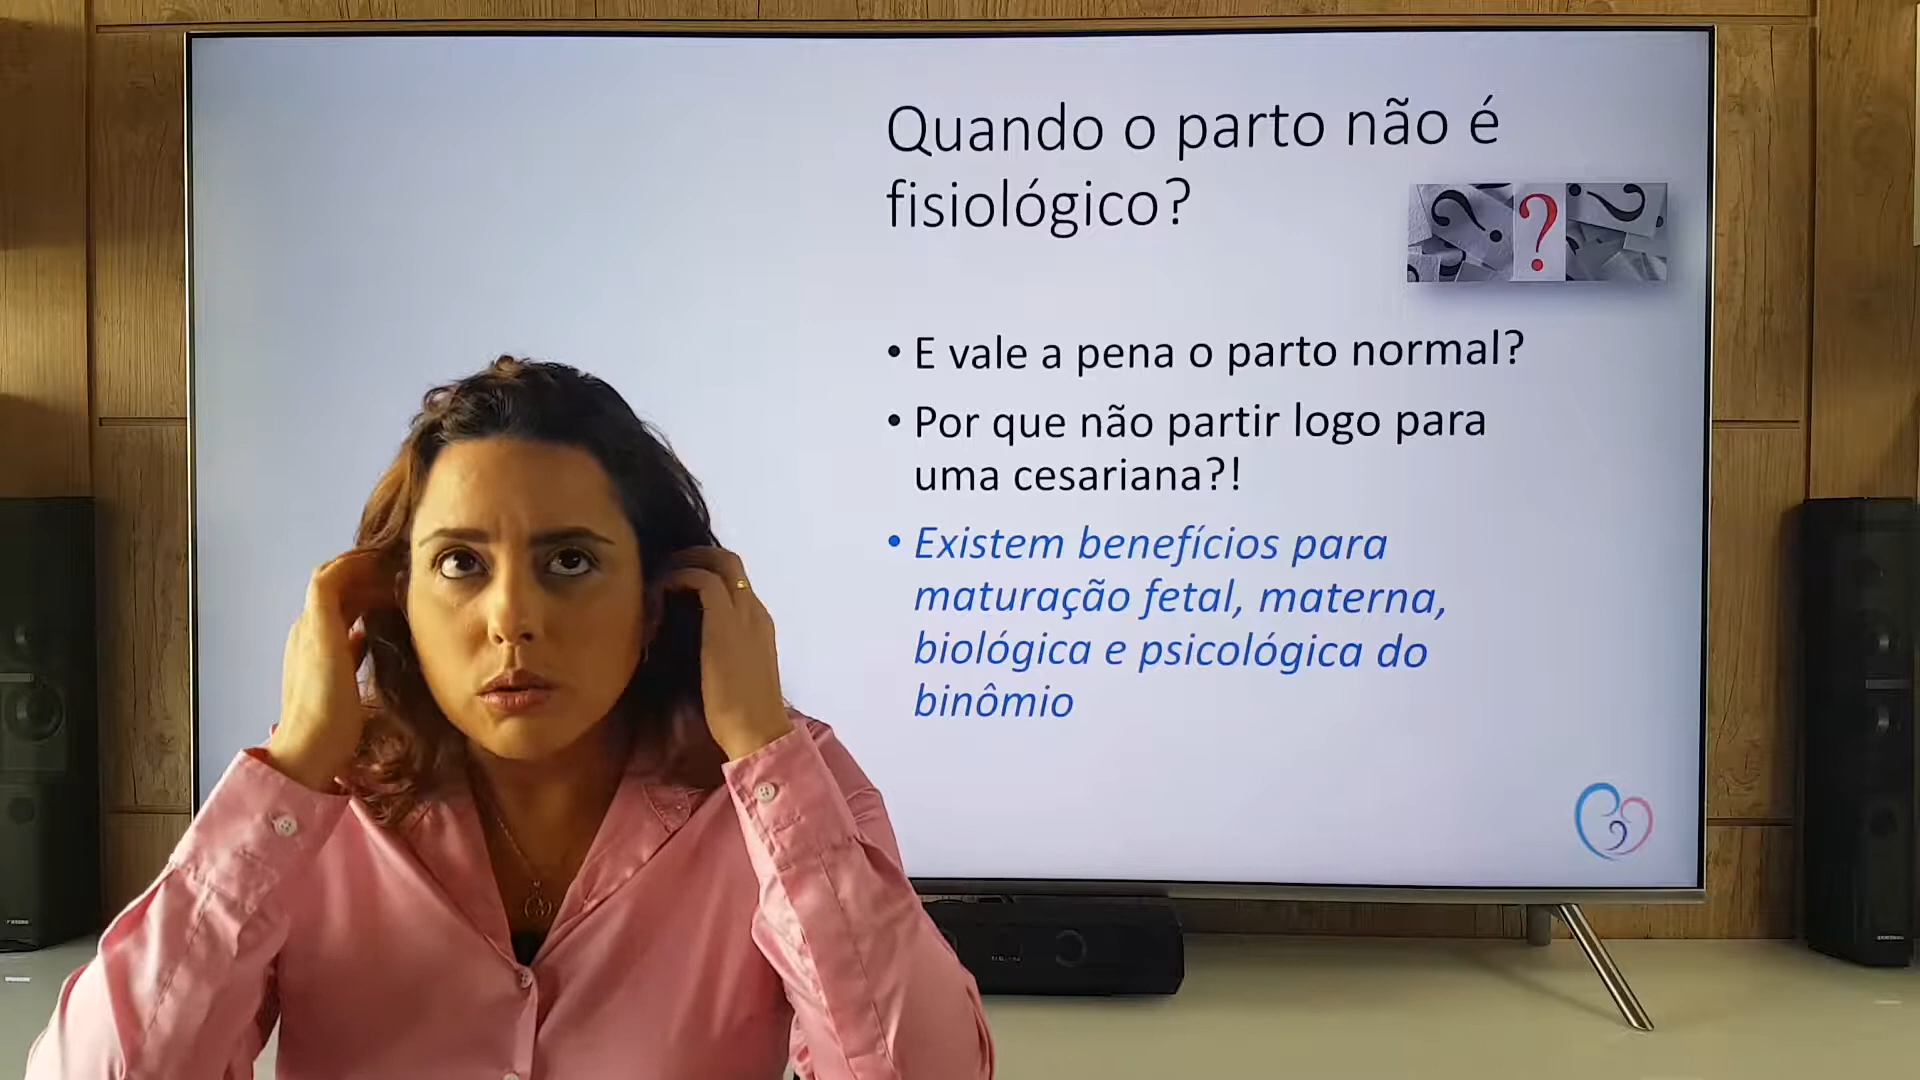 Quando o parto não é
fisiológico?
• E vale a pena o parto normal?
• Por que não partir logo para
uma cesariana?!
• Existem benefícios para
maturação fetal, materna,
biológica e psicológica do
binômio